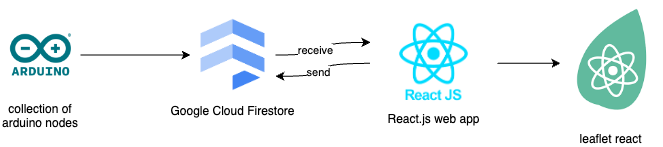 ARDUINO
collection of
arduino nodes
Google Cloud Firestore
receive
send
React JS
React.js web app
leaflet react